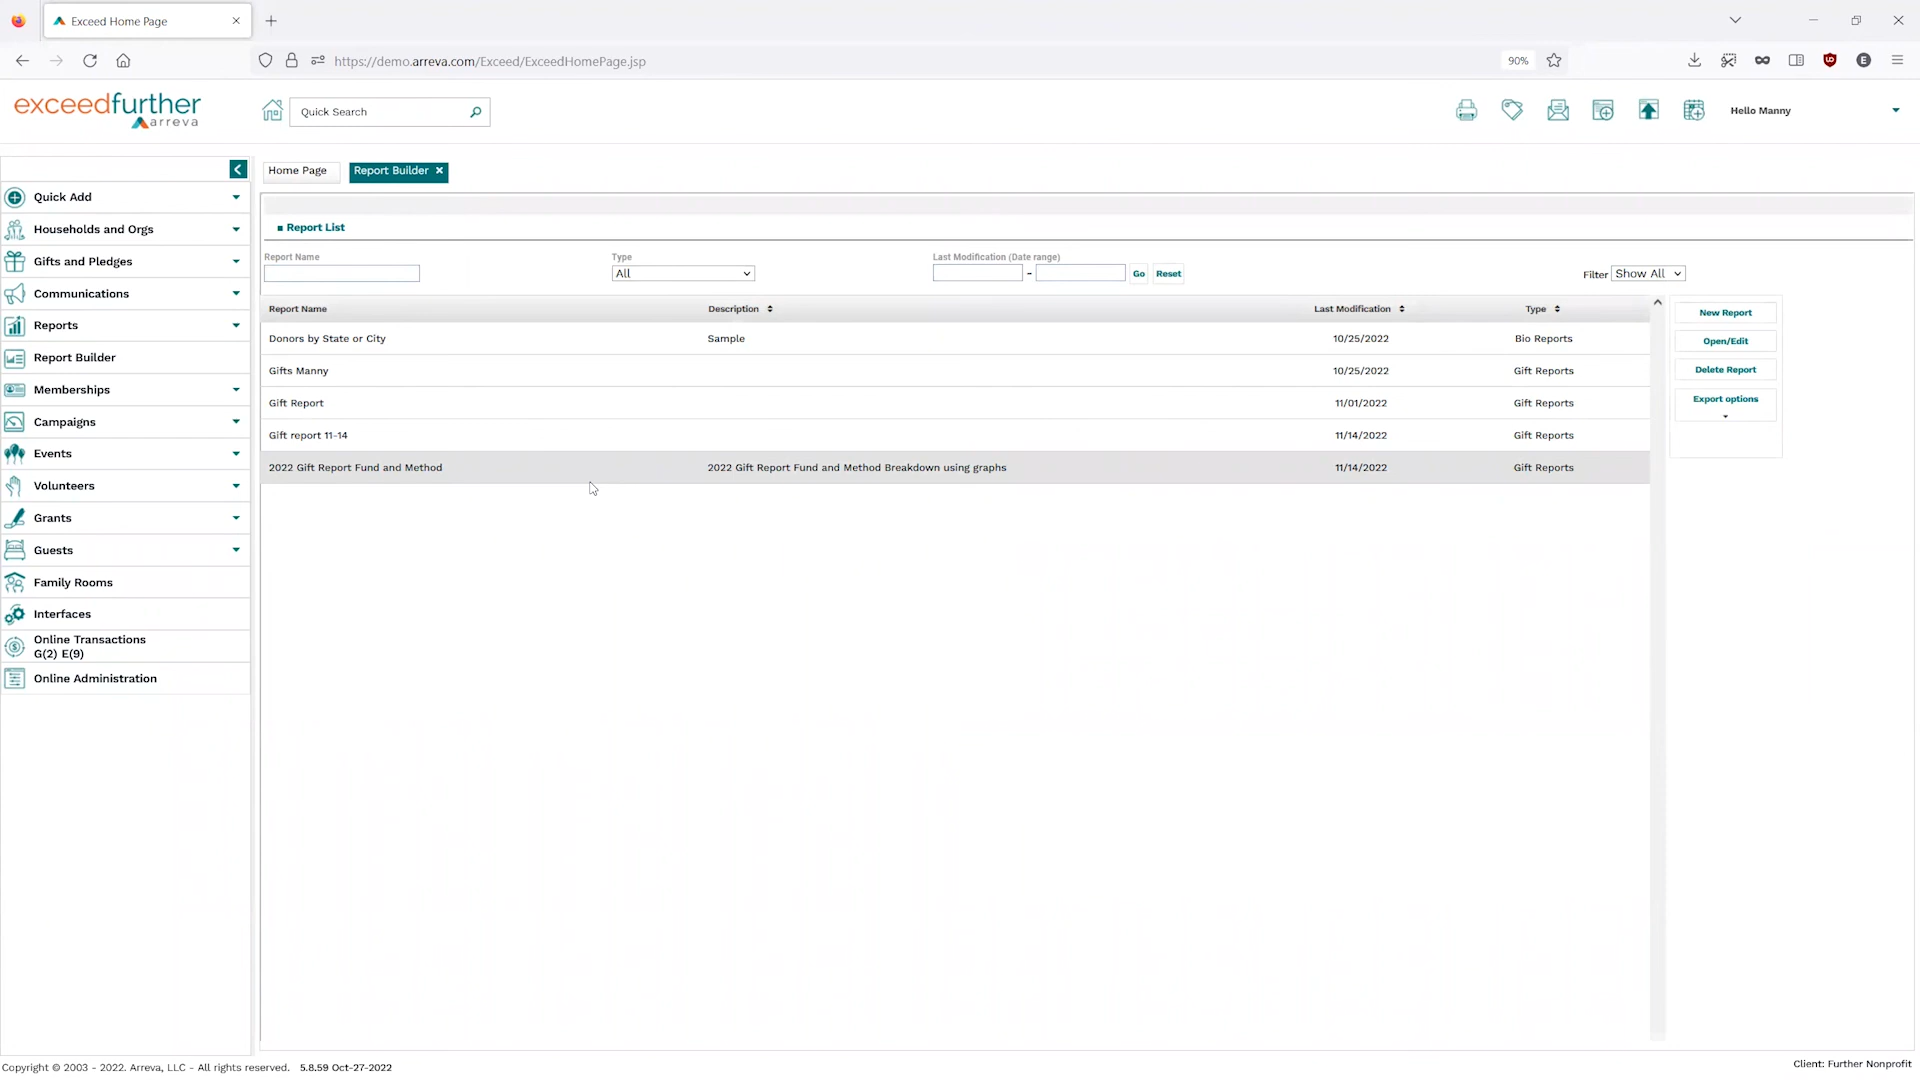 Exceed Home Page
https://demo.arreva.com/Exceed/ExceedHomePage.jsp
90%
E
exceedfurther
arreva
Quick Search
Hello Manny
Home Page
Report Builder
Quick Add
Households and Orgs
Gifts and Pledges
Communications
Reports
Report Builder
Memberships
Campaigns
Events
Volunteers
Grants
Guests
Family Rooms
Interfaces
Online Transactions
G(2) E(9)
Online Administration
Report List
Report Name
Type
Last Modification (Date range)
All
-
Go
Reset
Filter
Show All
Report Name
Description
Last Modification
Type
Donors by State or City
Sample
10/25/2022
Bio Reports
Gifts Manny
10/25/2022
Gift Reports
Gift Report
11/01/2022
Gift Reports
Gift report 11-14
11/14/2022
Gift Reports
2022 Gift Report Fund and Method
2022 Gift Report Fund and Method Breakdown using graphs
11/14/2022
Gift Reports
New Report
Open/Edit
Delete Report
Export options
Copyright © 2003 - 2022. Arreva, LLC - All rights reserved. 5.8.59 Oct-27-2022
Client: Further Nonprofit